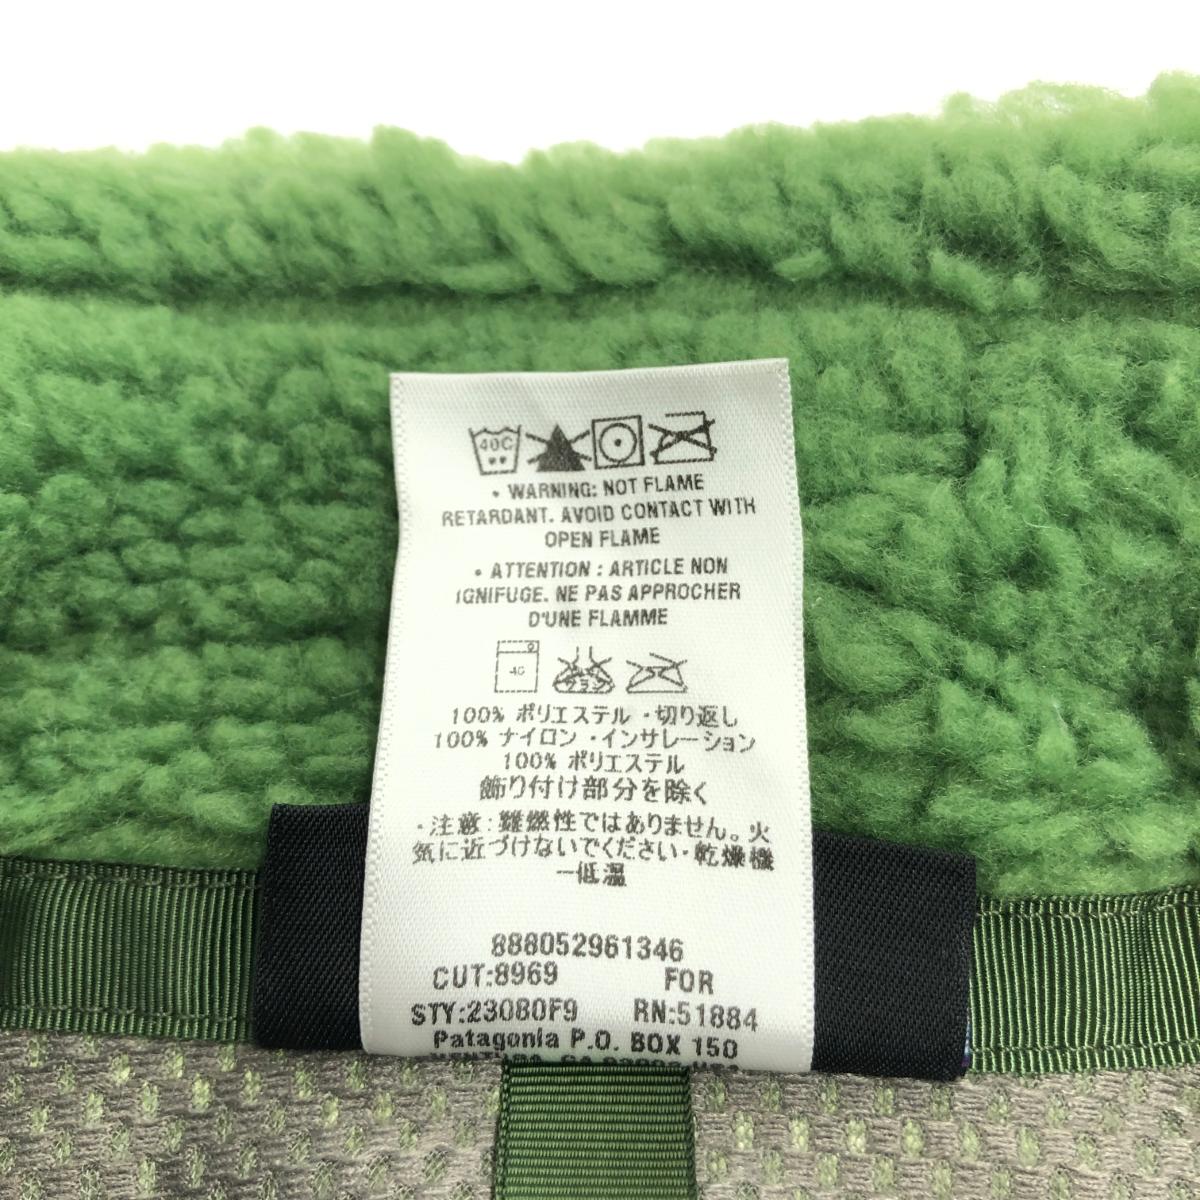 40C
• WARNING: NOT FLAME
RETARDANT. AVOID CONTACT WITH
OPEN FLAME
• ATTENTION : ARTICLE NON
IGNIFUGE. NE PAS APPROCHER
D'UNE FLAMME
40
100% ポリエステル ・切り返し
100% ナイロン ・インサレーション
100% ポリエステル
飾り付け部分を除く
・注意：難燃性ではありません。火
気に近づけないでください・乾燥機
ー低温
888052961346
CUT:8969 FOR
STY:23080F9 RN:51884
Patagonia P.O. BOX 150
VENTURA, CA